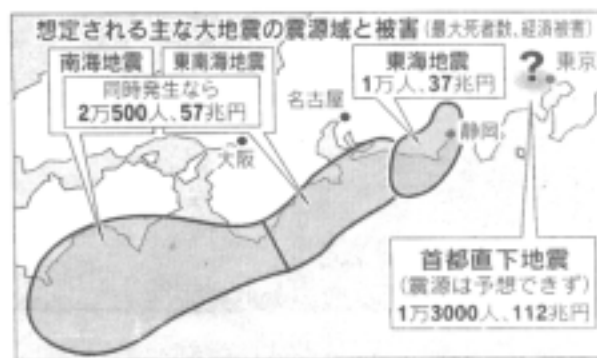 想定される主な大地震の震源域と被害(最大死者数、経済被害)
南海地震
東南海地震
同時発生なら
2万500人、57兆円
東海地震
1万人、37兆円
?
東京
名古屋
静岡
大阪
首都直下地震
(震源は予想できず)
1万3000人、112兆円